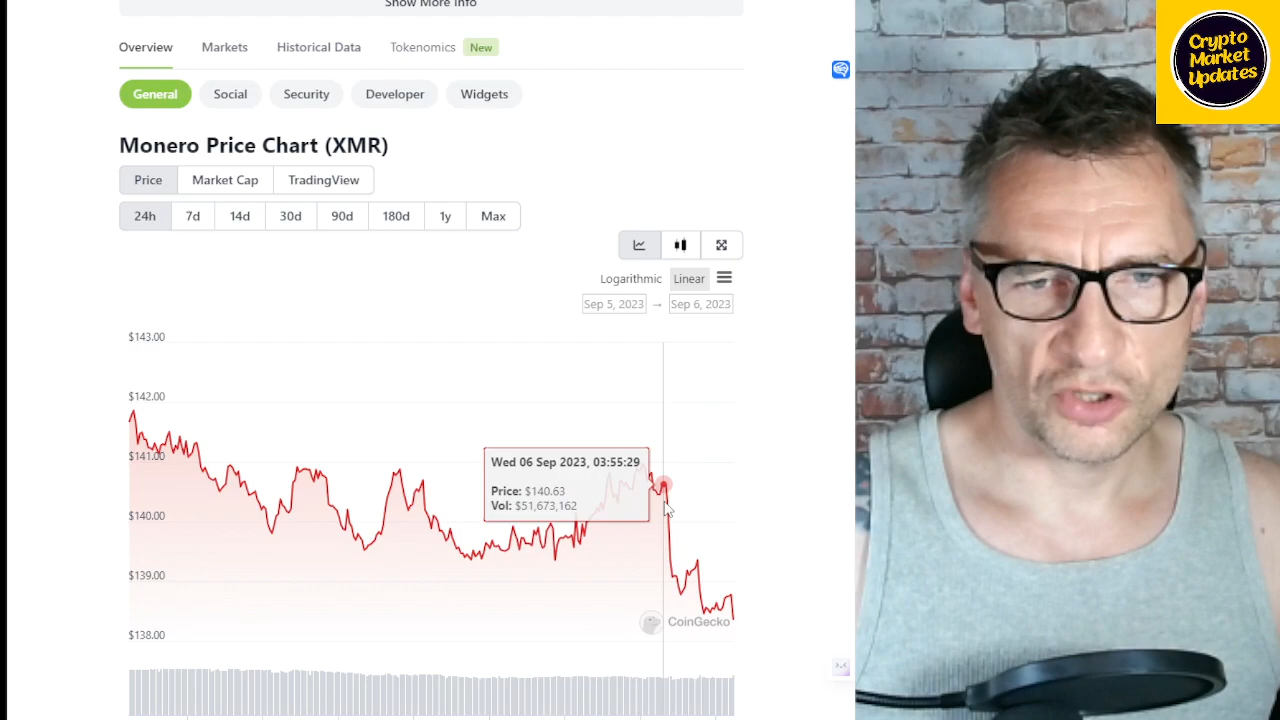 Show More Info
Overview Markets Historical Data Tokenomics New
General Social Security Developer Widgets
Monero Price Chart (XMR)
Price Market Cap TradingView
24h 7d 14d 30d 90d 180d 1y Max
Logarithmic Linear
Sep 5, 2023 → Sep 6, 2023
$143.00
$142.00
$141.00
$140.00
$139.00
$138.00
Wed 06 Sep 2023, 03:55:29
Price: $140.63
Vol: $51,673,162
CoinGecko
Crypto
Market
Updates